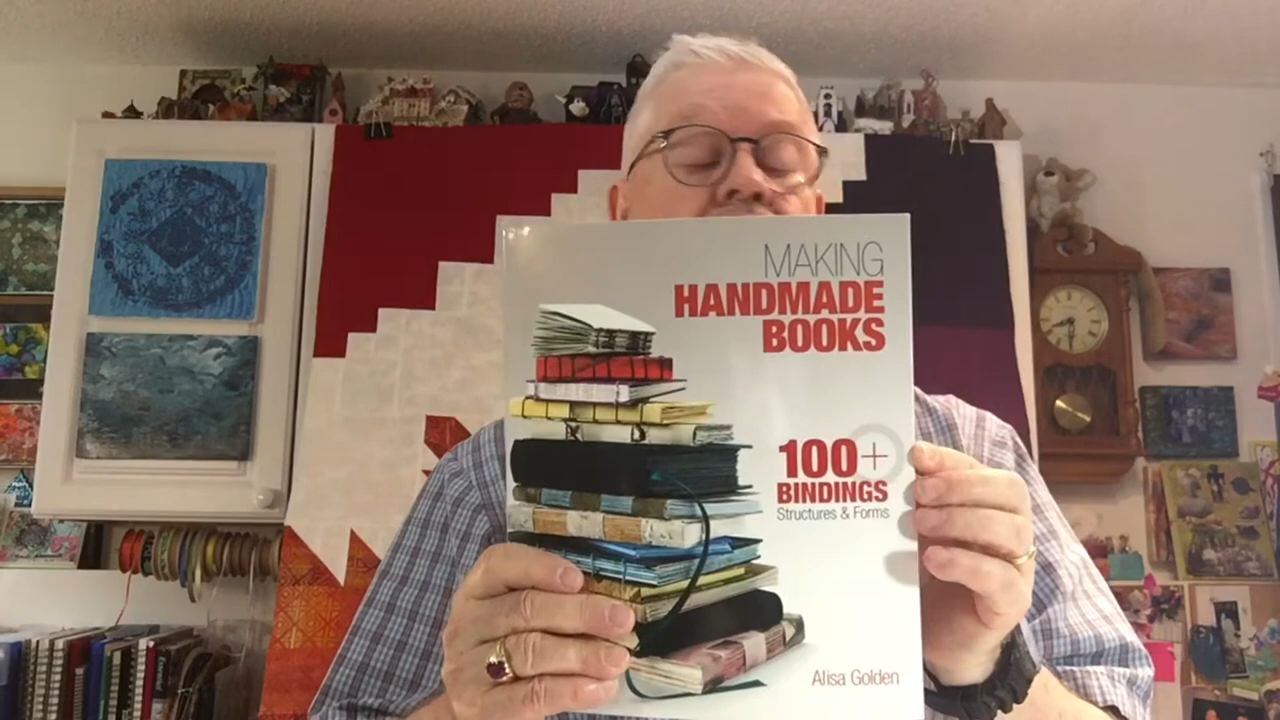 MAKING
HANDMADE
BOOKS
100+
BINDINGS
Structures & Forms
Alisa Golden